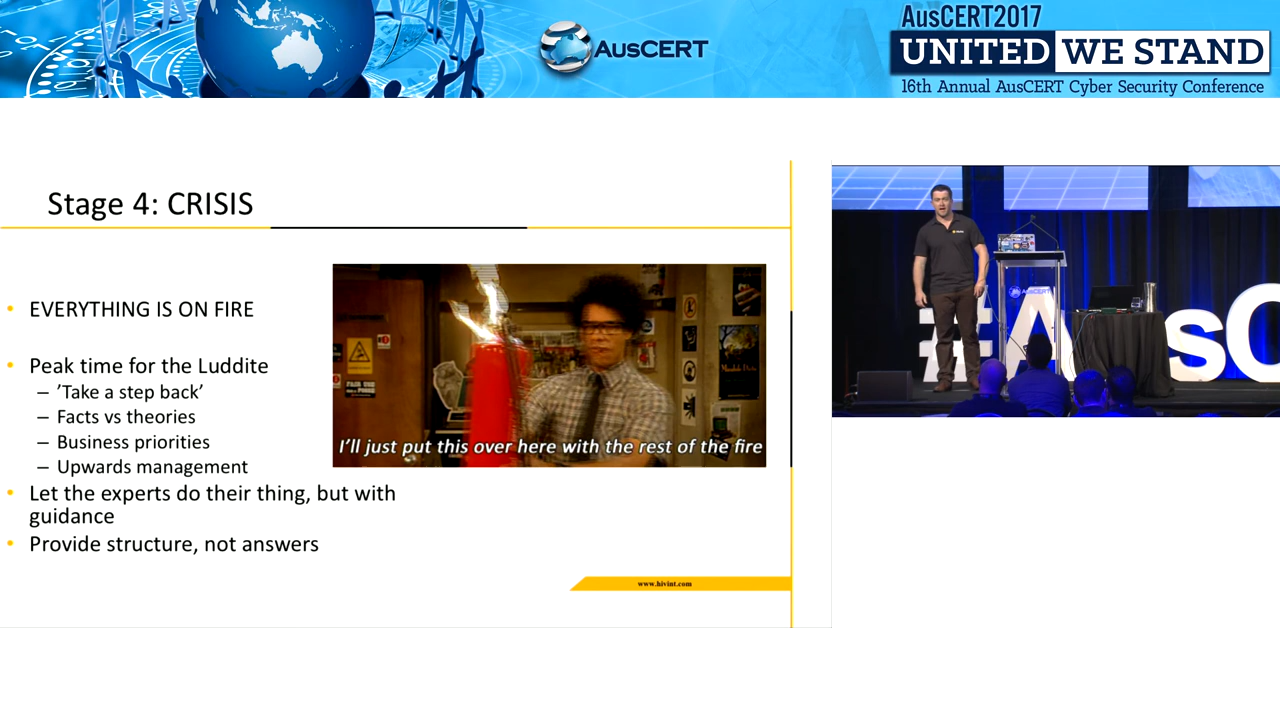 AusCERT
AusCERT2017
UNITED WE STAND
16th Annual AusCERT Cyber Security Conference
Stage 4: CRISIS
• EVERYTHING IS ON FIRE
• Peak time for the Luddite
– ’Take a step back’
– Facts vs theories
– Business priorities
– Upwards management
• Let the experts do their thing, but with
guidance
• Provide structure, not answers
I'll just put this over here with the rest of the fire
www.hivint.com
AusCERT